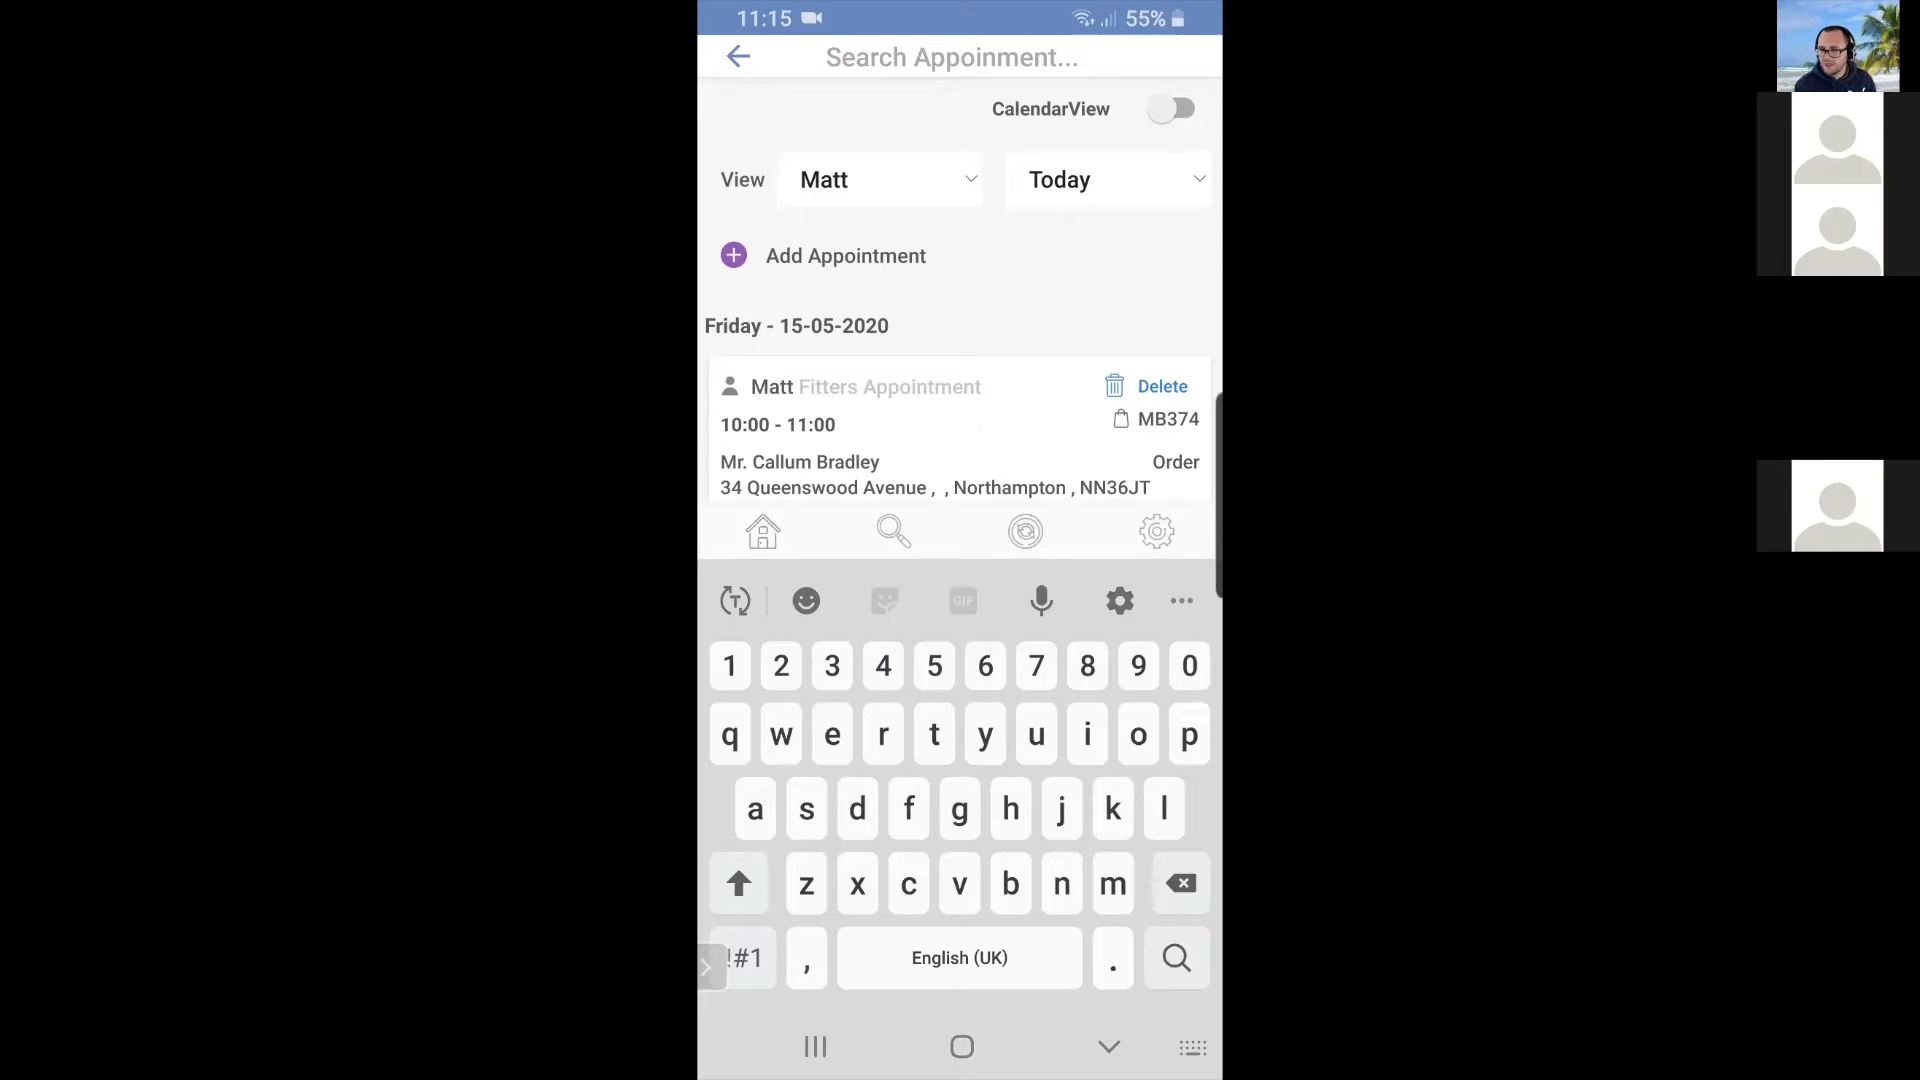 11:15 55%
Search Appoinment...
CalendarView
View Matt Today
Add Appointment
Friday - 15-05-2020
Matt Fitters Appointment Delete
10:00 - 11:00 MB374
Mr. Callum Bradley Order
34 Queenswood Avenue , , Northampton , NN36JT
T GIF
1 2 3 4 5 6 7 8 9 0
q w e r t y u i o p
a s d f g h j k l
z x c v b n m
!#1 , English (UK) .